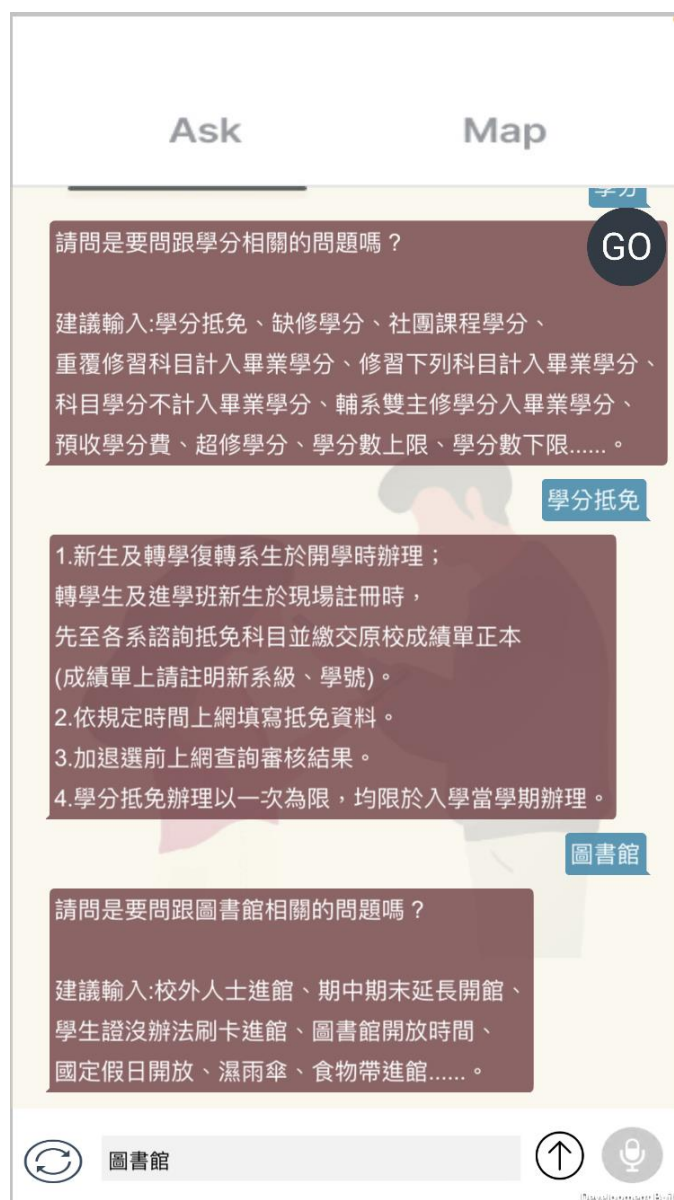 Ask Map
學分
請問是要問跟學分相關的問題嗎？
GO
建議輸入:學分抵免、缺修學分、社團課程學分、
重覆修習科目計入畢業學分、修習下列科目計入畢業學分、
科目學分不計入畢業學分、輔系雙主修學分入畢業學分、
預收學分費、超修學分、學分數上限、學分數下限......。
學分抵免
1.新生及轉學復轉系生於開學時辦理；
轉學生及進學班新生於現場註冊時，
先至各系諮詢抵免科目並繳交原校成績單正本
(成績單上請註明新系級、學號)。
2.依規定時間上網填寫抵免資料。
3.加退選前上網查詢審核結果。
4.學分抵免辦理以一次為限，均限於入學當學期辦理。
圖書館
請問是要問跟圖書館相關的問題嗎？
建議輸入:校外人士進館、期中期末延長開館、
學生證沒辦法刷卡進館、圖書館開放時間、
國定假日開放、濕雨傘、食物帶進館......。
圖書館